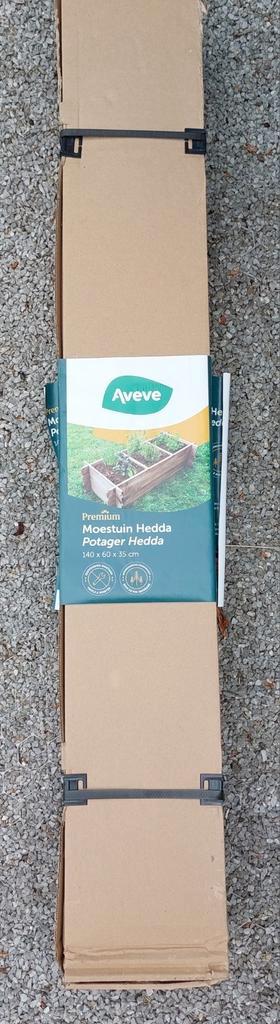 Aveve
Premium
Moestuin Hedda
Potager Hedda
140 x 60 x 35 cm